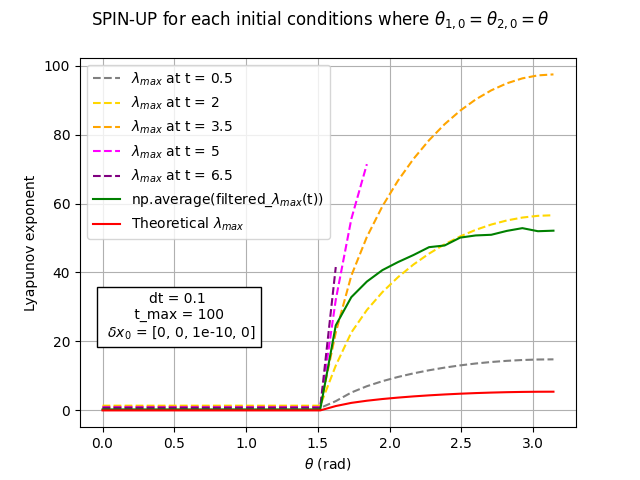 SPIN-UP for each initial conditions where θ₁,₀ = θ₂,₀ = θ
100
80
60
40
20
0
Lyapunov exponent
λₘₐₓ at t = 0.5
λₘₐₓ at t = 2
λₘₐₓ at t = 3.5
λₘₐₓ at t = 5
λₘₐₓ at t = 6.5
np.average(filtered_λₘₐₓ(t))
Theoretical λₘₐₓ
dt = 0.1
t_max = 100
δx₀ = [0, 0, 1e-10, 0]
0.0 0.5 1.0 1.5 2.0 2.5 3.0
θ (rad)